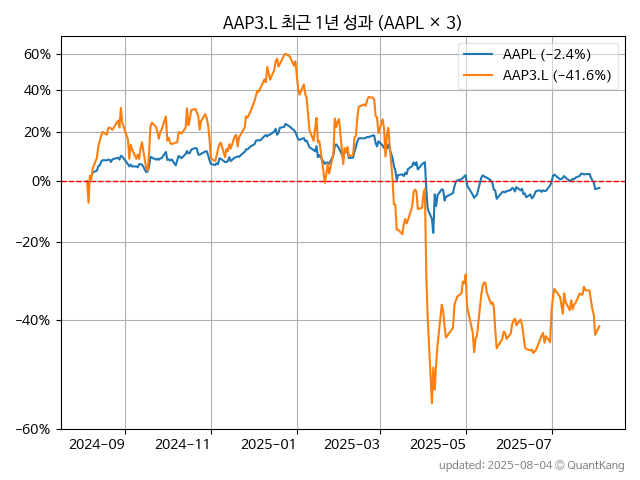 AAP3.L 최근 1년 성과 (AAPL × 3)
AAPL (−2.4%)
AAP3.L (−41.6%)
60%
40%
20%
0%
−20%
−40%
−60%
2024−09 2024−11 2025−01 2025−03 2025−05 2025−07
updated: 2025−08−04 © QuantKang